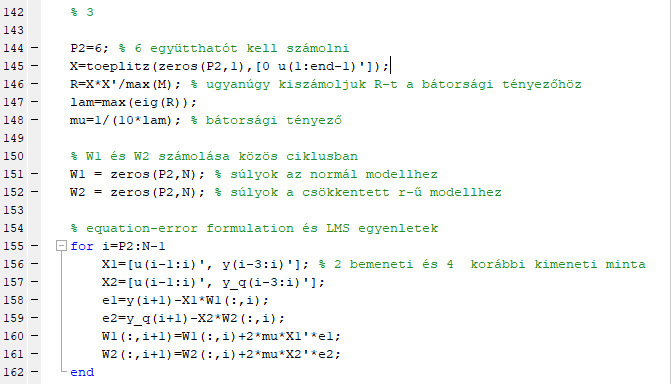 142 % 3
143
144 – P2=6; % 6 együtthatót kell számolni
145 – X=toeplitz(zeros(P2,1),[0 u(1:end-1)']);
146 – R=X*X'/max(M); % ugyanúgy kiszámoljuk R-t a bátorsági tényezőhöz
147 – lam=max(eig(R));
148 – mu=1/(10*lam); % bátorsági tényező
149
150 % W1 és W2 számolása közös ciklusban
151 – W1 = zeros(P2,N); % súlyok az normál modellhez
152 – W2 = zeros(P2,N); % súlyok a csökkentett r-ű modellhez
153
154 % equation-error formulation és LMS egyenletek
155 – for i=P2:N-1
156 – X1=[u(i-1:i)', y(i-3:i)']; % 2 bemeneti és 4  korábbi kimeneti minta
157 – X2=[u(i-1:i)', y_q(i-3:i)'];
158 – e1=y(i+1)-X1*W1(:,i);
159 – e2=y_q(i+1)-X2*W2(:,i);
160 – W1(:,i+1)=W1(:,i)+2*mu*X1'*e1;
161 – W2(:,i+1)=W2(:,i)+2*mu*X2'*e2;
162 – end